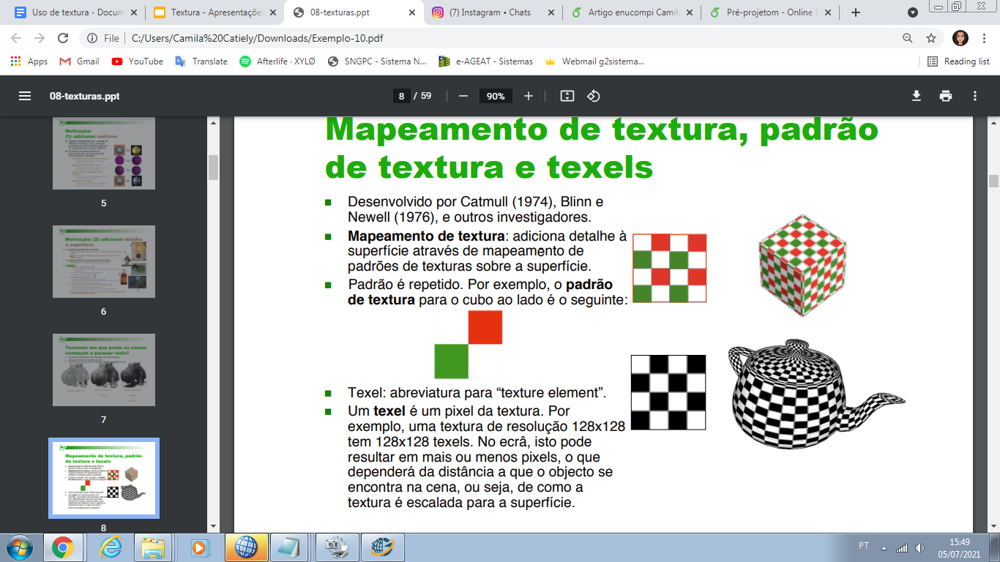 Uso de textura - Docum
Textura - Apresentaçõe
08-texturas.ppt
(7) Instagram • Chats
Artigo enucompi Camila
Pré-projetom - Online L
File
C:/Users/Camila%20Catiely/Downloads/Exemplo-10.pdf
Apps
Gmail
YouTube
Translate
Afterlife · XYLØ
SNGPC - Sistema N...
e-AGEAT - Sistemas
Webmail g2sistema...
Reading list
08-texturas.ppt
8 / 59
90%
Motivação:
(1) adicionar realismo
5
Motivação: (2) adicionar detalhe
à superfície
6
Texturas: em que ponto as coisas
começam a parecer reais?
7
Mapeamento de textura, padrão
de textura e texels
8
Mapeamento de textura, padrão
de textura e texels
Desenvolvido por Catmull (1974), Blinn e
Newell (1976), e outros investigadores.
Mapeamento de textura: adiciona detalhe à
superfície através de mapeamento de
padrões de texturas sobre a superfície.
Padrão é repetido. Por exemplo, o padrão
de textura para o cubo ao lado é o seguinte:
Texel: abreviatura para “texture element”.
Um texel é um pixel da textura. Por
exemplo, uma textura de resolução 128x128
tem 128x128 texels. No ecrâ, isto pode
resultar em mais ou menos pixels, o que
dependerá da distância a que o objecto se
encontra na cena, ou seja, de como a
textura é escalada para a superfície.
PT
15:49
05/07/2021